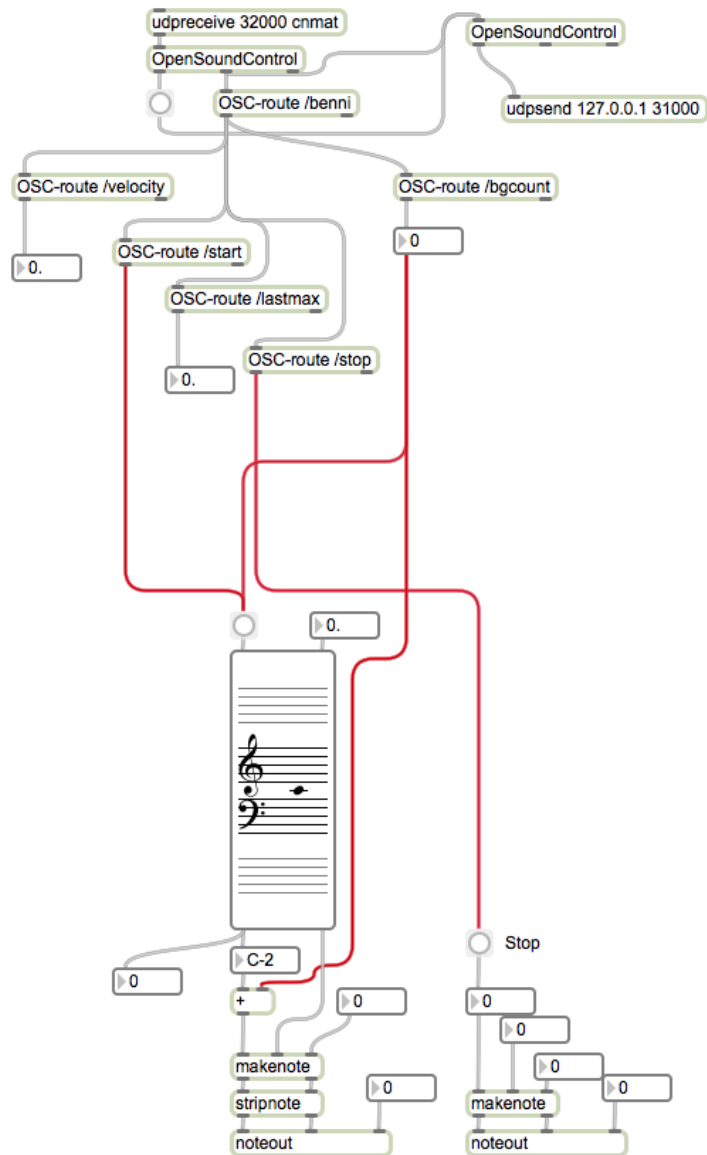 udpreceive 32000 cnmat
OpenSoundControl
OpenSoundControl
OSC-route /benni
udpsend 127.0.0.1 31000
OSC-route /velocity
OSC-route /bgcount
0
OSC-route /start
0.
OSC-route /lastmax
OSC-route /stop
0.
0.
Stop
C-2
0
+
0
0
0
makenote
0
stripnote
0
0
makenote
noteout
noteout